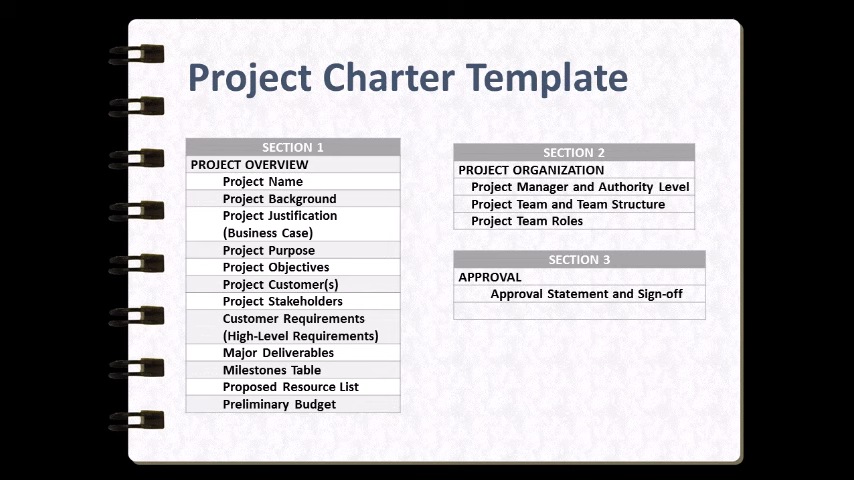 Project Charter Template
SECTION 1
PROJECT OVERVIEW
Project Name
Project Background
Project Justification
(Business Case)
Project Purpose
Project Objectives
Project Customer(s)
Project Stakeholders
Customer Requirements
(High-Level Requirements)
Major Deliverables
Milestones Table
Proposed Resource List
Preliminary Budget
SECTION 2
PROJECT ORGANIZATION
Project Manager and Authority Level
Project Team and Team Structure
Project Team Roles
SECTION 3
APPROVAL
Approval Statement and Sign-off